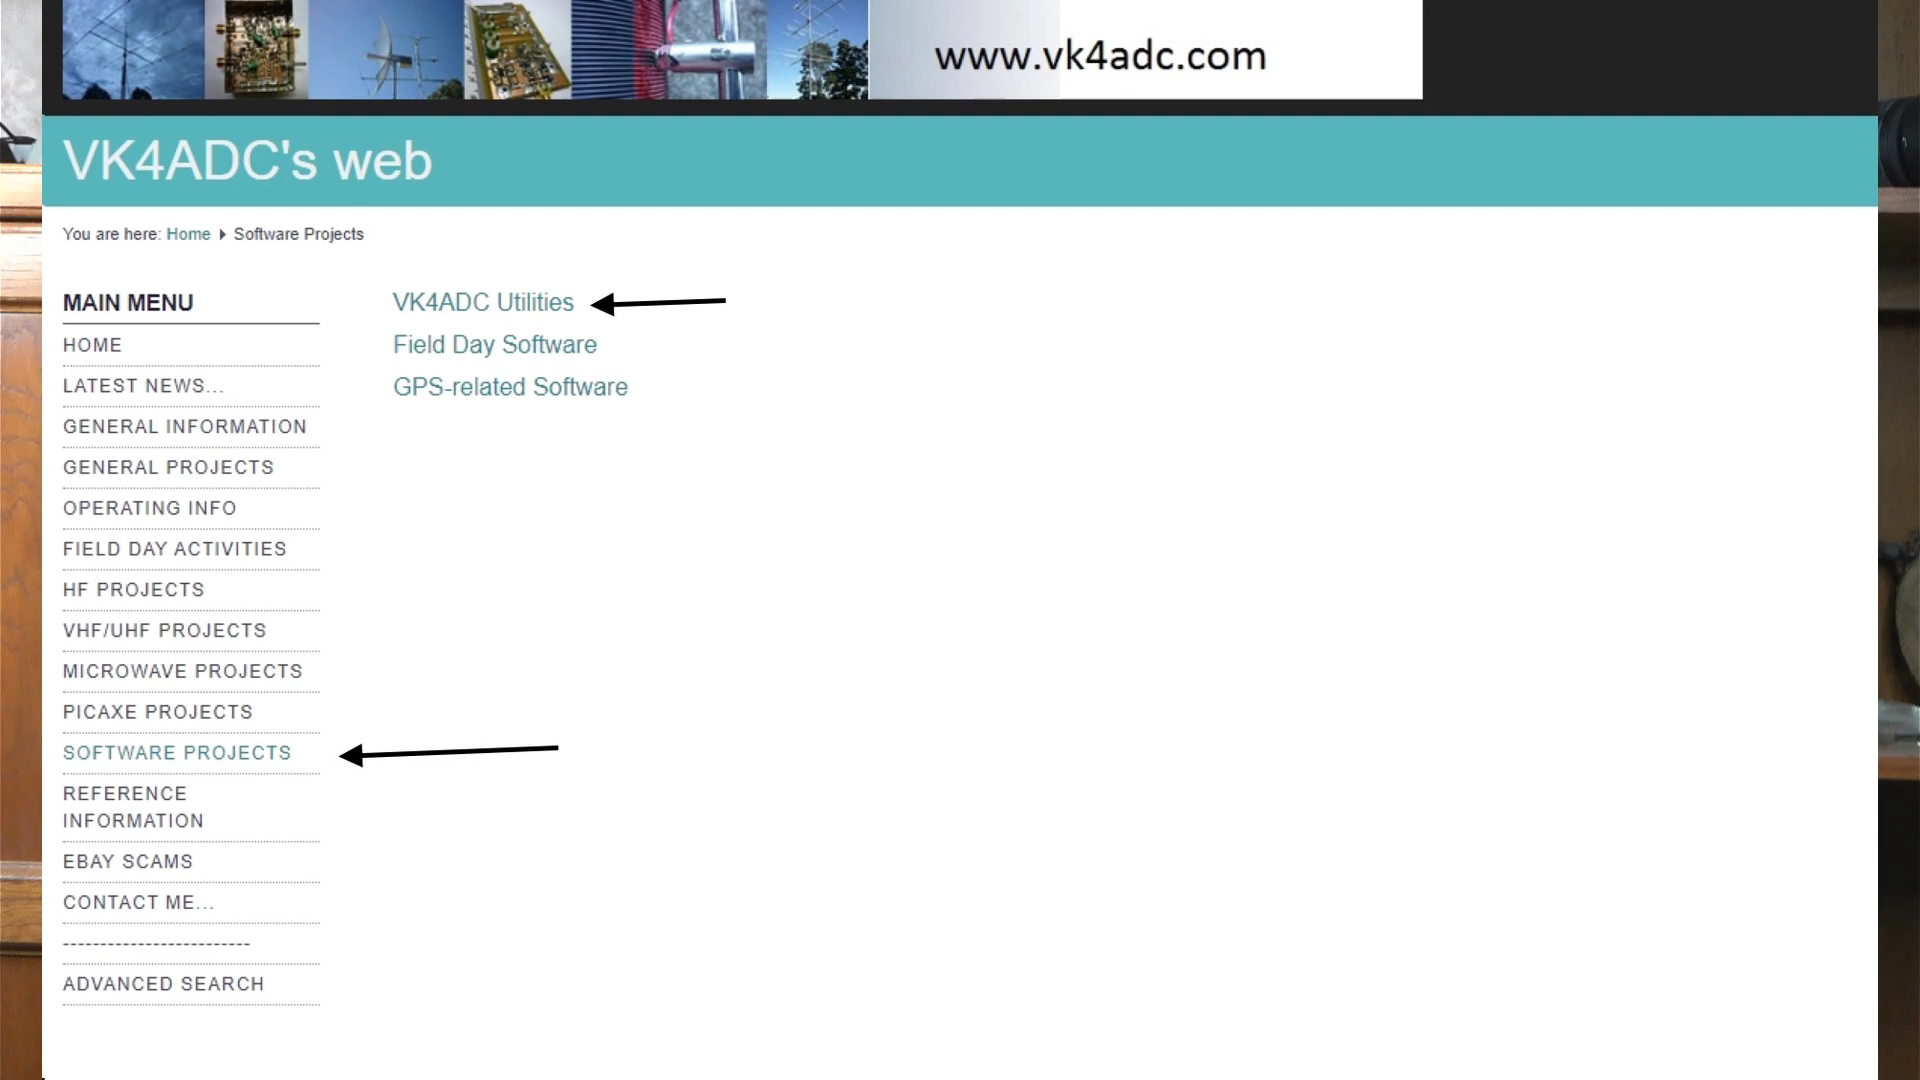 www.vk4adc.com
VK4ADC's web
You are here: Home Software Projects
MAIN MENU
HOME
LATEST NEWS...
GENERAL INFORMATION
GENERAL PROJECTS
OPERATING INFO
FIELD DAY ACTIVITIES
HF PROJECTS
VHF/UHF PROJECTS
MICROWAVE PROJECTS
PICAXE PROJECTS
SOFTWARE PROJECTS
REFERENCE
INFORMATION
EBAY SCAMS
CONTACT ME...
-------------------------
ADVANCED SEARCH
VK4ADC Utilities
Field Day Software
GPS-related Software